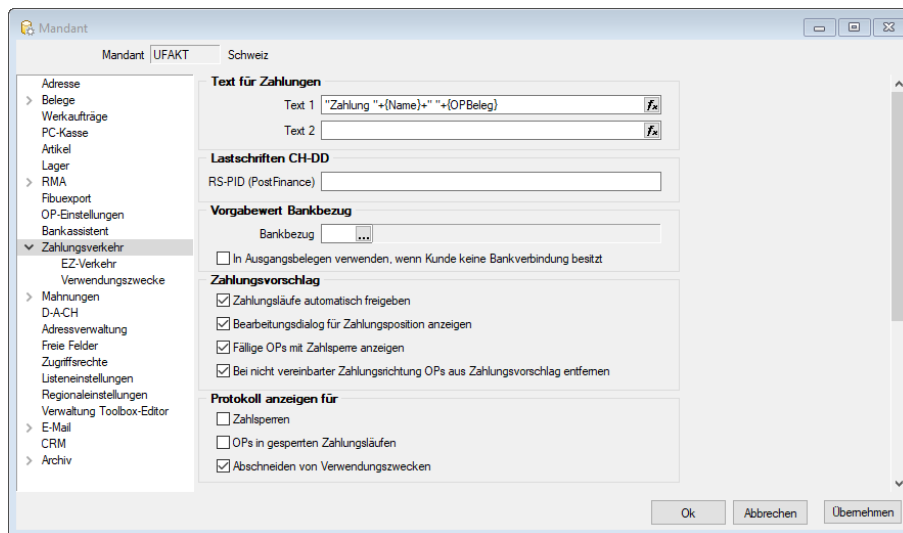 Mandant
Mandant UFAKT Schweiz
Adresse
Belege
Werkaufträge
PC-Kasse
Artikel
Lager
RMA
Fibuexport
OP-Einstellungen
Bankassistent
Zahlungsverkehr
EZ-Verkehr
Verwendungszwecke
Mahnungen
D-A-CH
Adressverwaltung
Freie Felder
Zugriffsrechte
Listeneinstellungen
Regionaleinstellungen
Verwaltung Toolbox-Editor
E-Mail
CRM
Archiv
Text für Zahlungen
Text 1 "Zahlung "+{Name}+" "+{OPBeleg} fx
Text 2 fx
Lastschriften CH-DD
RS-PID (PostFinance)
Vorgabewert Bankbezug
Bankbezug ...
In Ausgangsbelegen verwenden, wenn Kunde keine Bankverbindung besitzt
Zahlungsvorschlag
Zahlungsläufe automatisch freigeben
Bearbeitungsdialog für Zahlungsposition anzeigen
Fällige OPs mit Zahlsperre anzeigen
Bei nicht vereinbarter Zahlungsrichtung OPs aus Zahlungsvorschlag entfernen
Protokoll anzeigen für
Zahlsperren
OPs in gesperrten Zahlungsläufen
Abschneiden von Verwendungszwecken
Ok Abbrechen Übernehmen